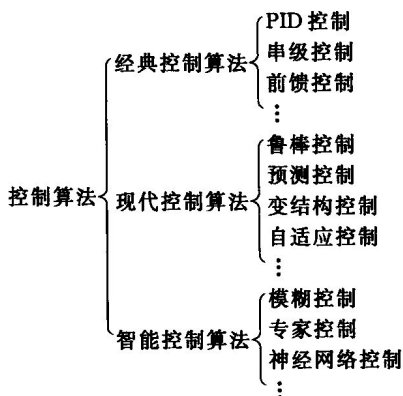 控制算法
经典控制算法
PID控制
串级控制
前馈控制
⋮
现代控制算法
鲁棒控制
预测控制
变结构控制
自适应控制
⋮
智能控制算法
模糊控制
专家控制
神经网络控制
⋮